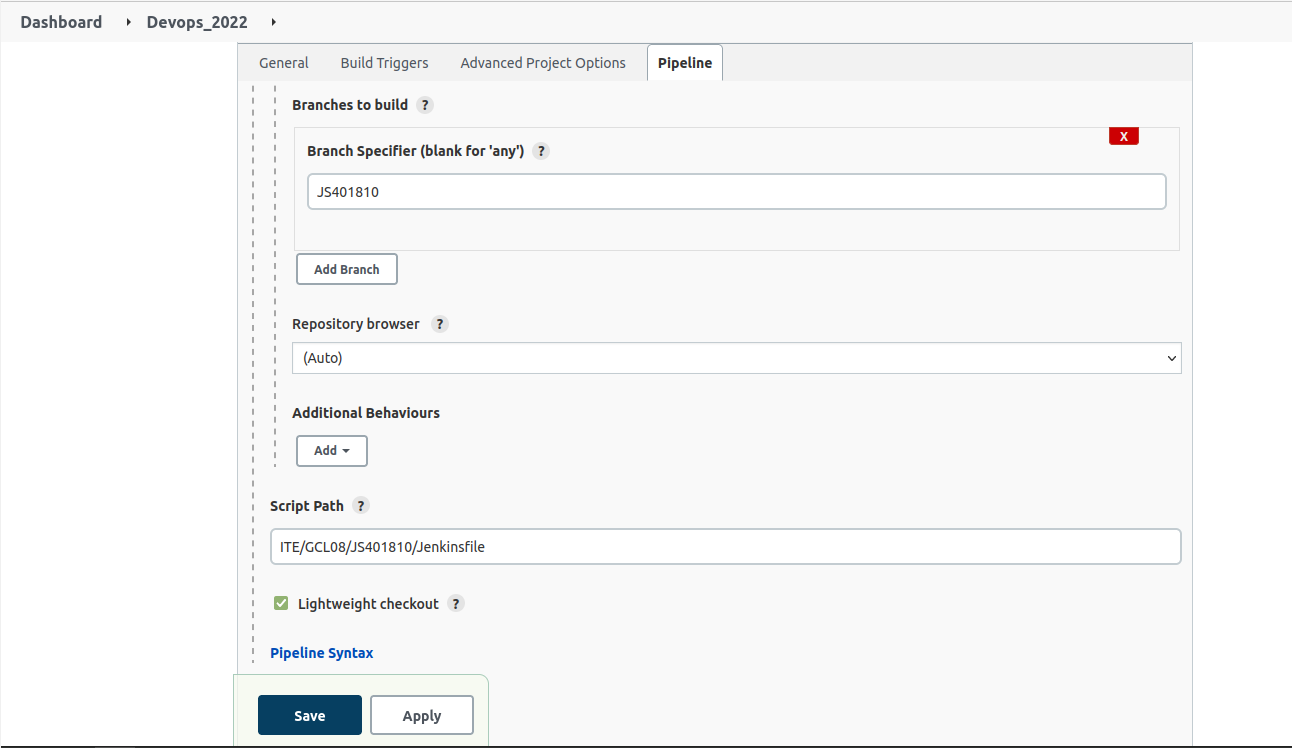 Dashboard Devops_2022
General Build Triggers Advanced Project Options Pipeline
Branches to build ?
X
Branch Specifier (blank for 'any') ?
JS401810
Add Branch
Repository browser ?
(Auto)
Additional Behaviours
Add
Script Path ?
ITE/GCL08/JS401810/Jenkinsfile
Lightweight checkout ?
Pipeline Syntax
Save Apply